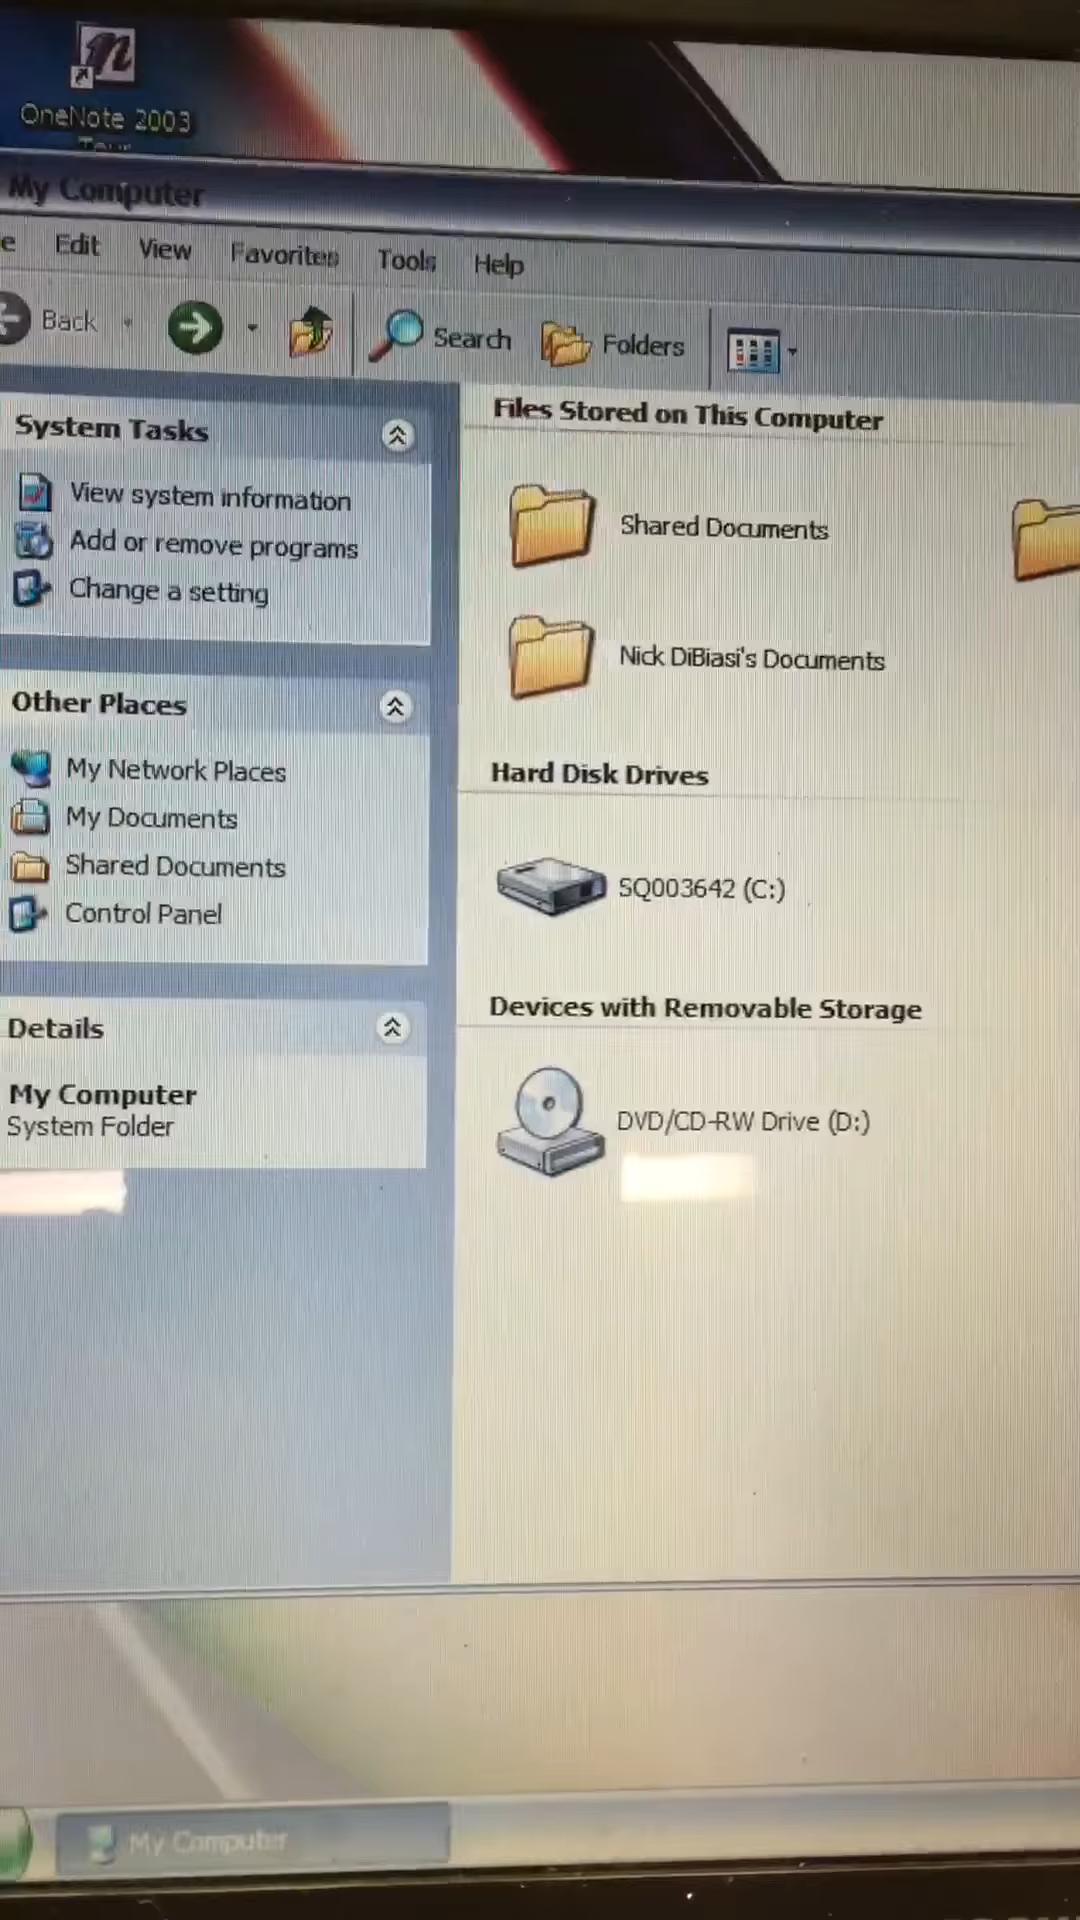 OneNote 2003
Tour
My Computer
Edit View Favorites Tools Help
Back Search Folders
System Tasks
View system information
Add or remove programs
Change a setting
Other Places
My Network Places
My Documents
Shared Documents
Control Panel
Details
My Computer
System Folder
Files Stored on This Computer
Shared Documents
Nick DiBiasi's Documents
Hard Disk Drives
SQ003642 (C:)
Devices with Removable Storage
DVD/CD-RW Drive (D:)
My Computer